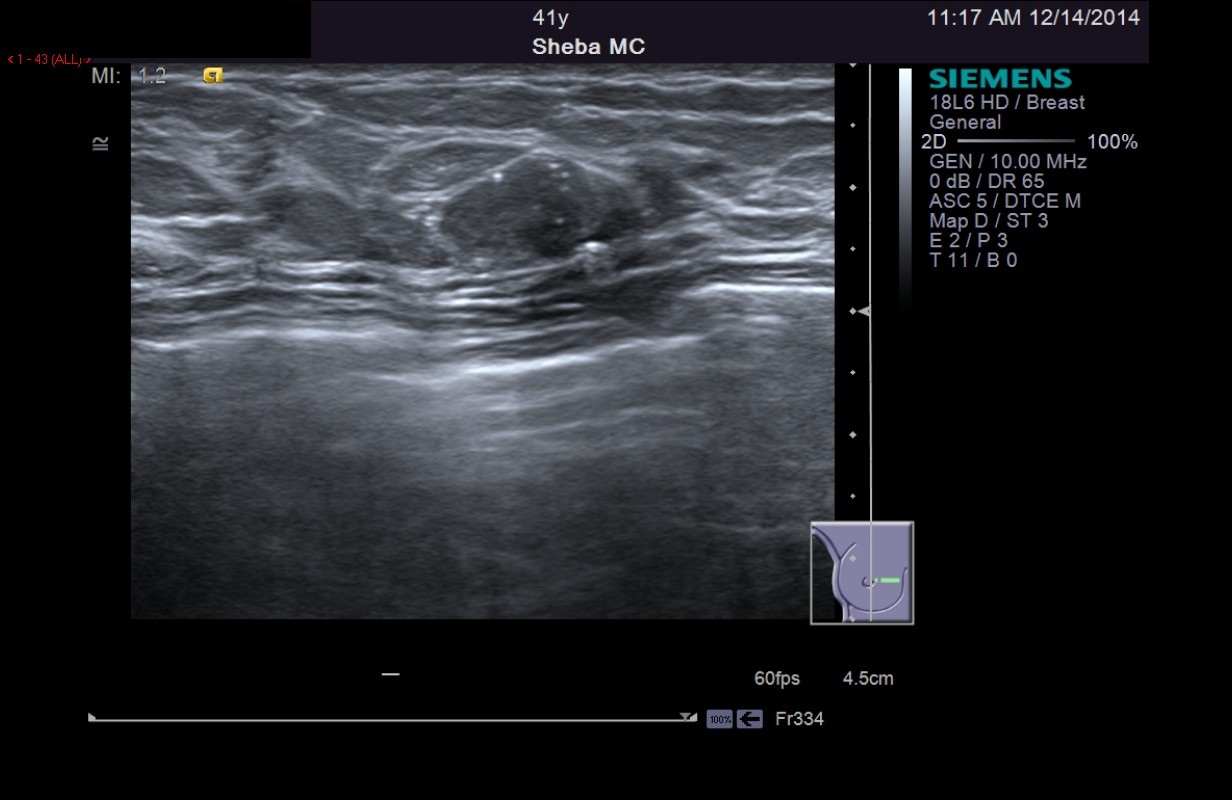 41y
11:17 AM 12/14/2014
Sheba MC
1 - 43 (ALL)
MI: 1.2
SIEMENS
18L6 HD / Breast
General
2D 100%
GEN / 10.00 MHz
0 dB / DR 65
ASC 5 / DTCE M
Map D / ST 3
E 2 / P 3
T 11 / B 0
60fps 4.5cm
100% Fr334